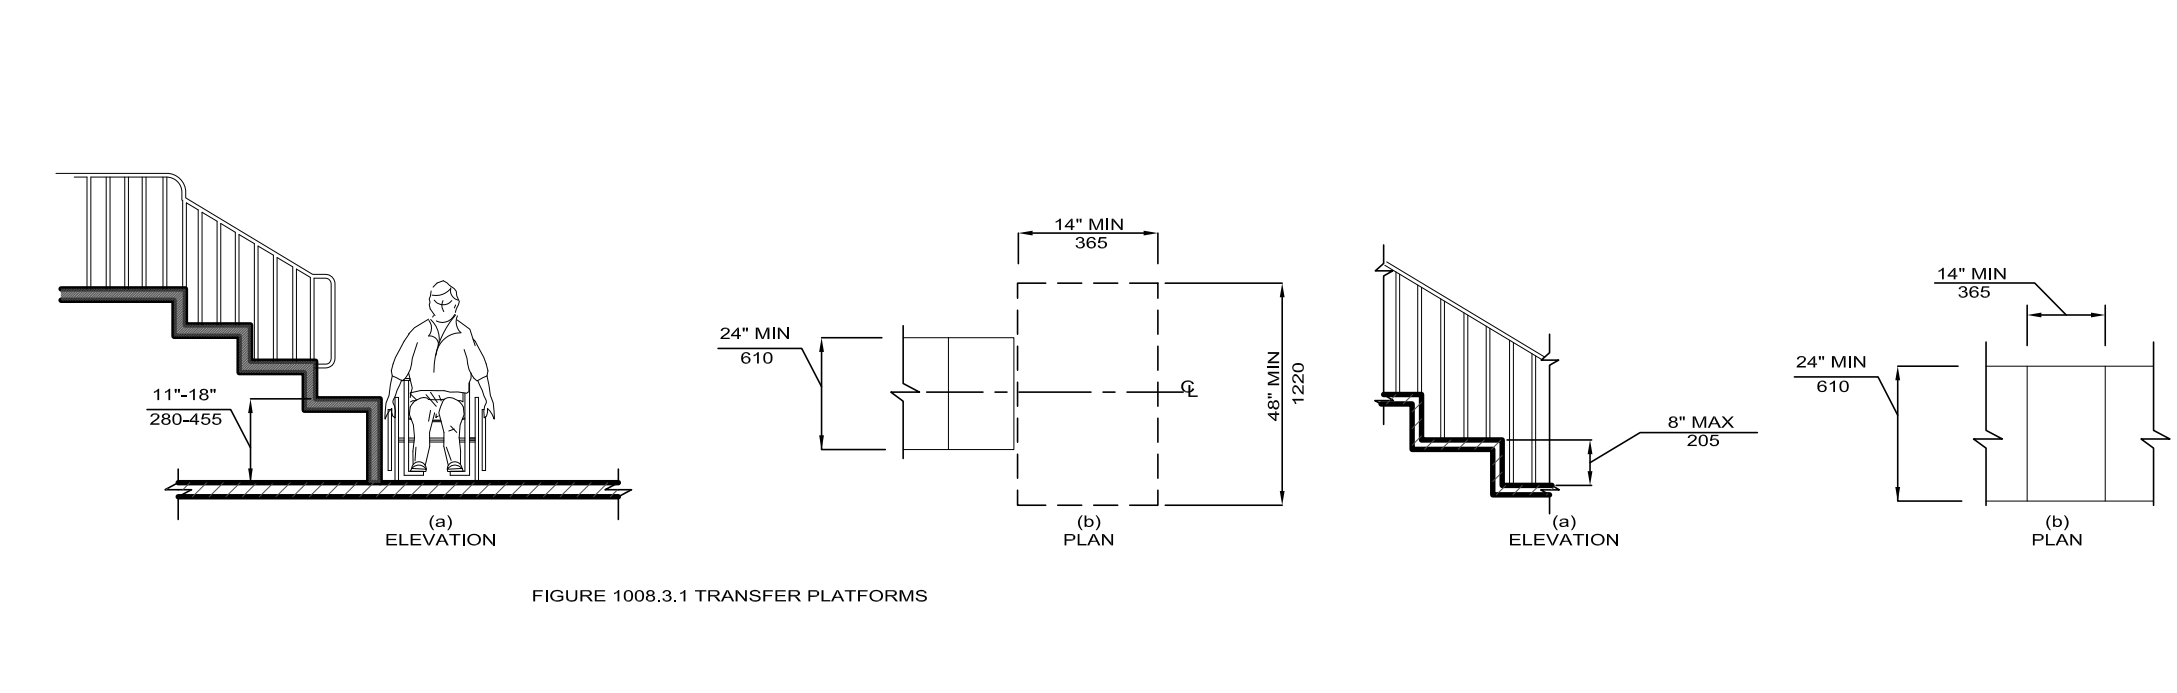 11"-18"
280-455
(a)
ELEVATION
24" MIN
610
14" MIN
365
48" MIN
1220
℄
(b)
PLAN
8" MAX
205
(a)
ELEVATION
14" MIN
365
24" MIN
610
(b)
PLAN
FIGURE 1008.3.1 TRANSFER PLATFORMS